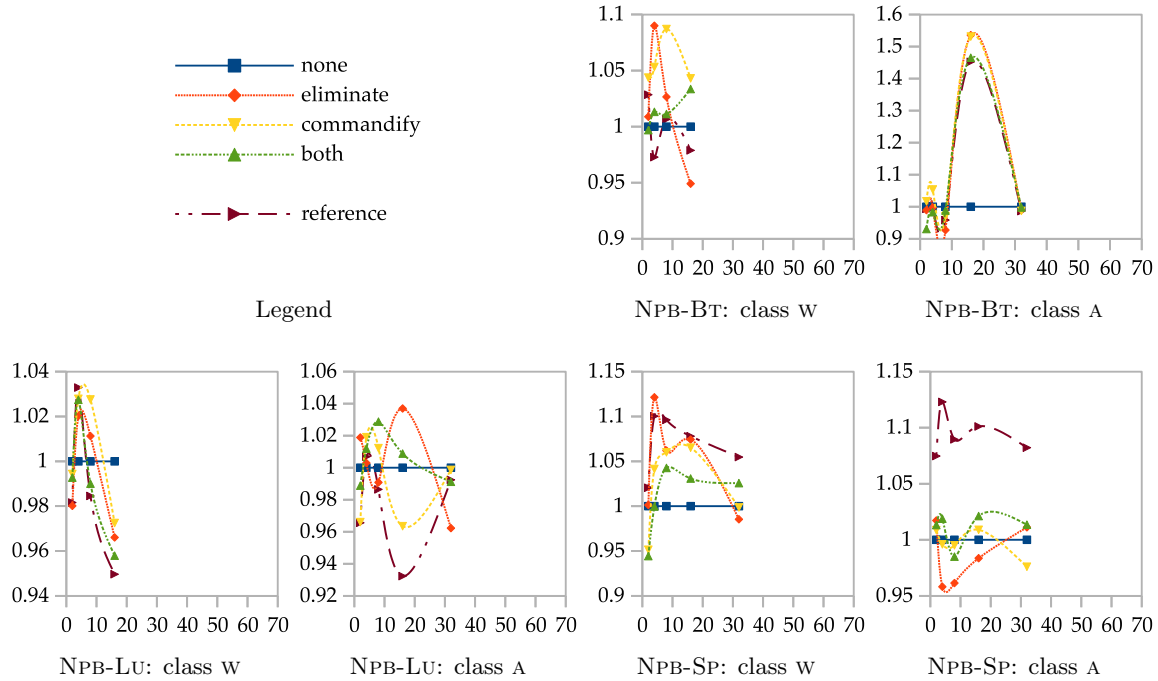 none
eliminate
commandify
both
reference
Legend
1.1
1.05
1
0.95
0.9
0 10 20 30 40 50 60 70
NPB-BT: class W
1.6
1.5
1.4
1.3
1.2
1.1
1
0.9
0 10 20 30 40 50 60 70
NPB-BT: class A
1.04
1.02
1
0.98
0.96
0.94
0 10 20 30 40 50 60 70
NPB-LU: class W
1.06
1.04
1.02
1
0.98
0.96
0.94
0.92
0 10 20 30 40 50 60 70
NPB-LU: class A
1.15
1.1
1.05
1
0.95
0.9
0 10 20 30 40 50 60 70
NPB-SP: class W
1.15
1.1
1.05
1
0.95
0 10 20 30 40 50 60 70
NPB-SP: class A